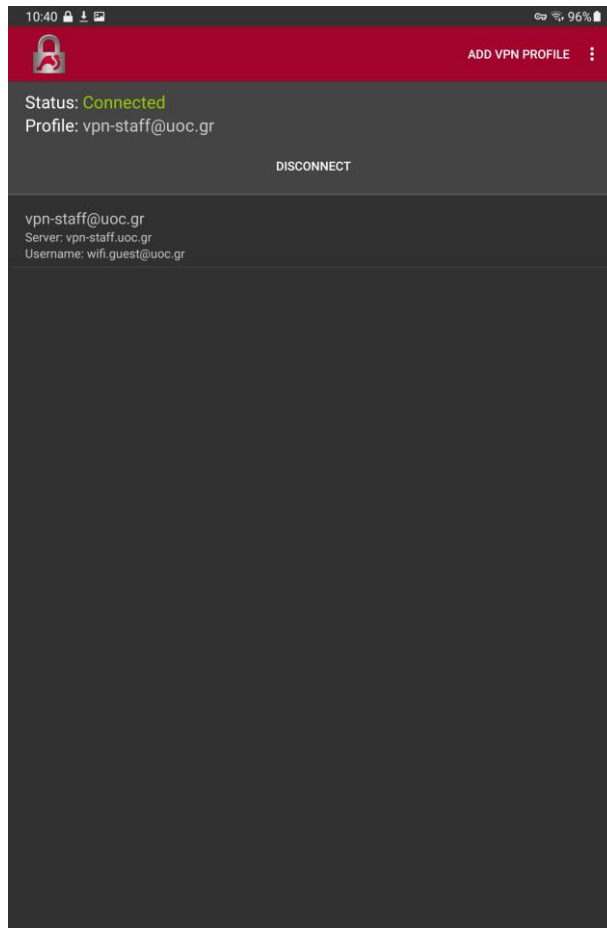 10:40 96%
ADD VPN PROFILE
Status: Connected
Profile: vpn-staff@uoc.gr
DISCONNECT
vpn-staff@uoc.gr
Server: vpn-staff.uoc.gr
Username: wifi.guest@uoc.gr